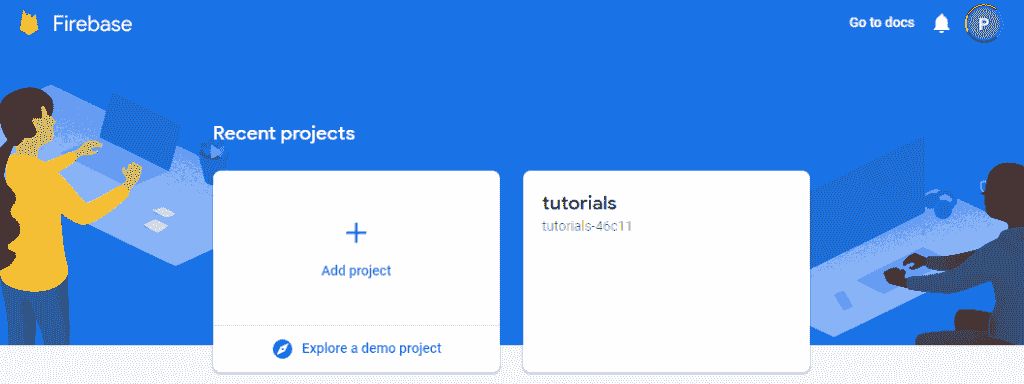 Firebase
Go to docs
P
Recent projects
Add project
Explore a demo project
tutorials
tutorials-46c11